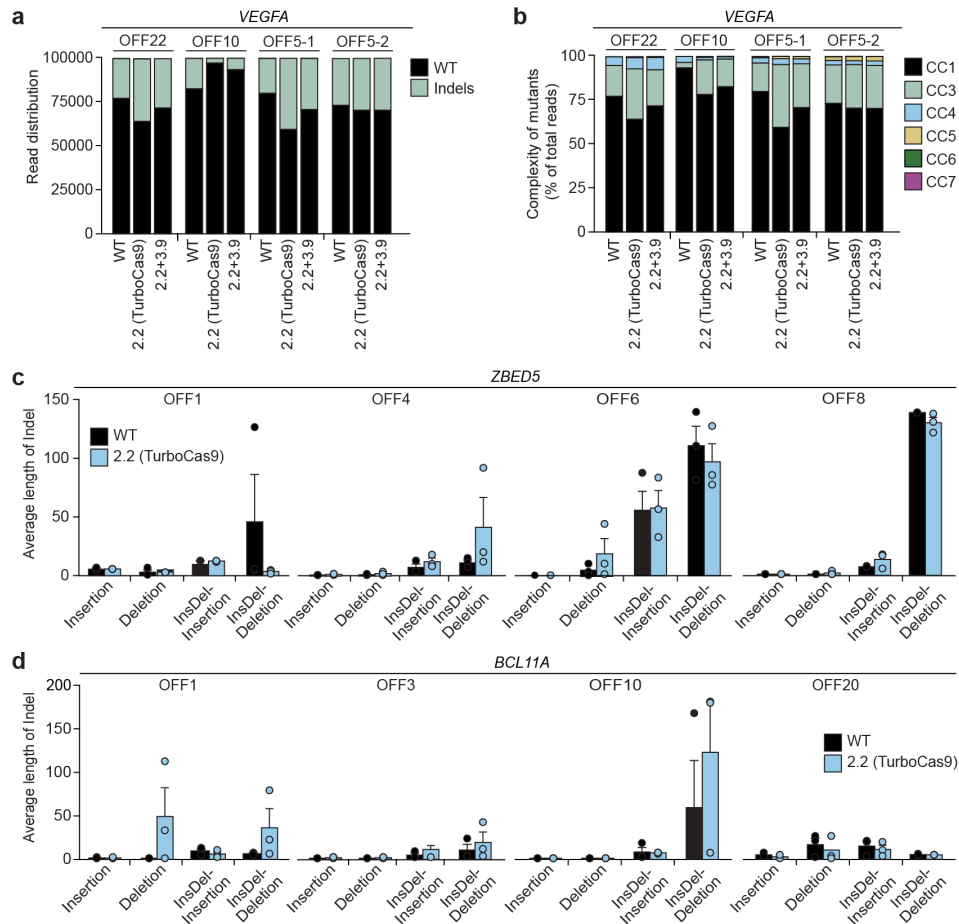 a
VEGFA
OFF22 OFF10 OFF5-1 OFF5-2
Read distribution
100000
75000
50000
25000
0
WT
Indels
WT
2.2 (TurboCas9)
2.2+3.9
WT
2.2 (TurboCas9)
2.2+3.9
WT
2.2 (TurboCas9)
2.2+3.9
WT
2.2 (TurboCas9)
2.2+3.9
b
VEGFA
OFF22 OFF10 OFF5-1 OFF5-2
Complexity of mutants
(% of total reads)
100
75
50
25
0
CC1
CC3
CC4
CC5
CC6
CC7
WT
2.2 (TurboCas9)
2.2+3.9
WT
2.2 (TurboCas9)
2.2+3.9
WT
2.2 (TurboCas9)
2.2+3.9
WT
2.2 (TurboCas9)
2.2+3.9
c
ZBED5
OFF1 OFF4 OFF6 OFF8
Average length of Indel
150
100
50
0
WT
2.2 (TurboCas9)
Insertion
Deletion
InsDel-
Insertion
InsDel-
Deletion
Insertion
Deletion
InsDel-
Insertion
InsDel-
Deletion
Insertion
Deletion
InsDel-
Insertion
InsDel-
Deletion
Insertion
Deletion
InsDel-
Insertion
InsDel-
Deletion
d
BCL11A
OFF1 OFF3 OFF10 OFF20
Average length of Indel
200
150
100
50
0
WT
2.2 (TurboCas9)
Insertion
Deletion
InsDel-
Insertion
InsDel-
Deletion
Insertion
Deletion
InsDel-
Insertion
InsDel-
Deletion
Insertion
Deletion
InsDel-
Insertion
InsDel-
Deletion
Insertion
Deletion
InsDel-
Insertion
InsDel-
Deletion